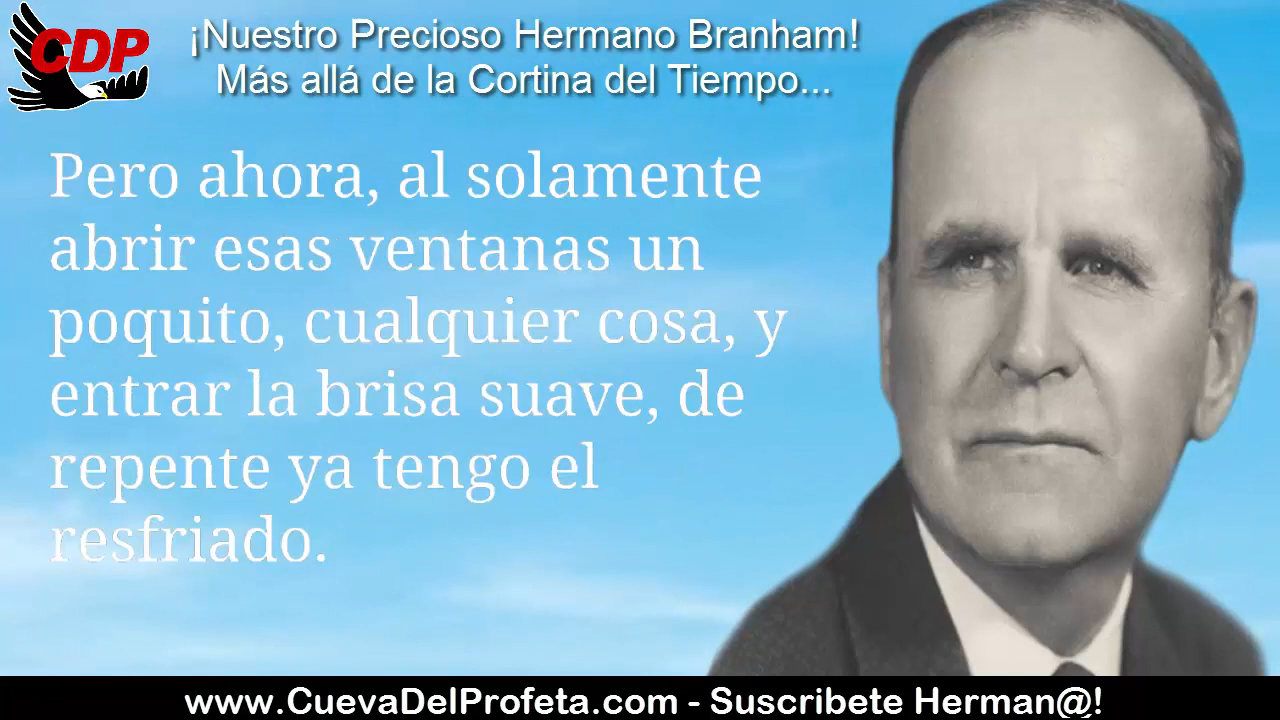 CDP
¡Nuestro Precioso Hermano Branham!
Más allá de la Cortina del Tiempo...
Pero ahora, al solamente
abrir esas ventanas un
poquito, cualquier cosa, y
entrar la brisa suave, de
repente ya tengo el
resfriado.
www.CuevaDelProfeta.com - Suscribete Herman@!